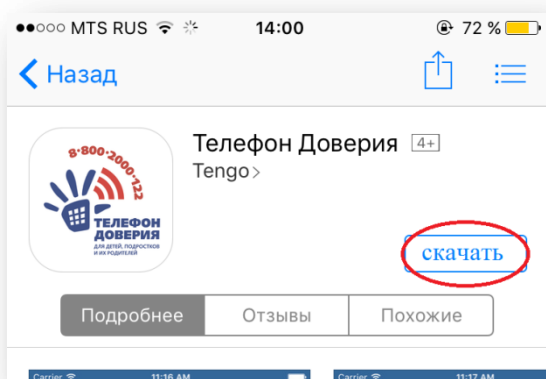 MTS RUS 14:00 72 %
Назад
8-800-2000-122
ТЕЛЕФОН
ДОВЕРИЯ
ДЛЯ ДЕТЕЙ, ПОДРОСТКОВ
И ИХ РОДИТЕЛЕЙ
Телефон Доверия 4+
Tengo >
скачать
Подробнее Отзывы Похожие
Carrier 11:16 AM Carrier 11:17 AM